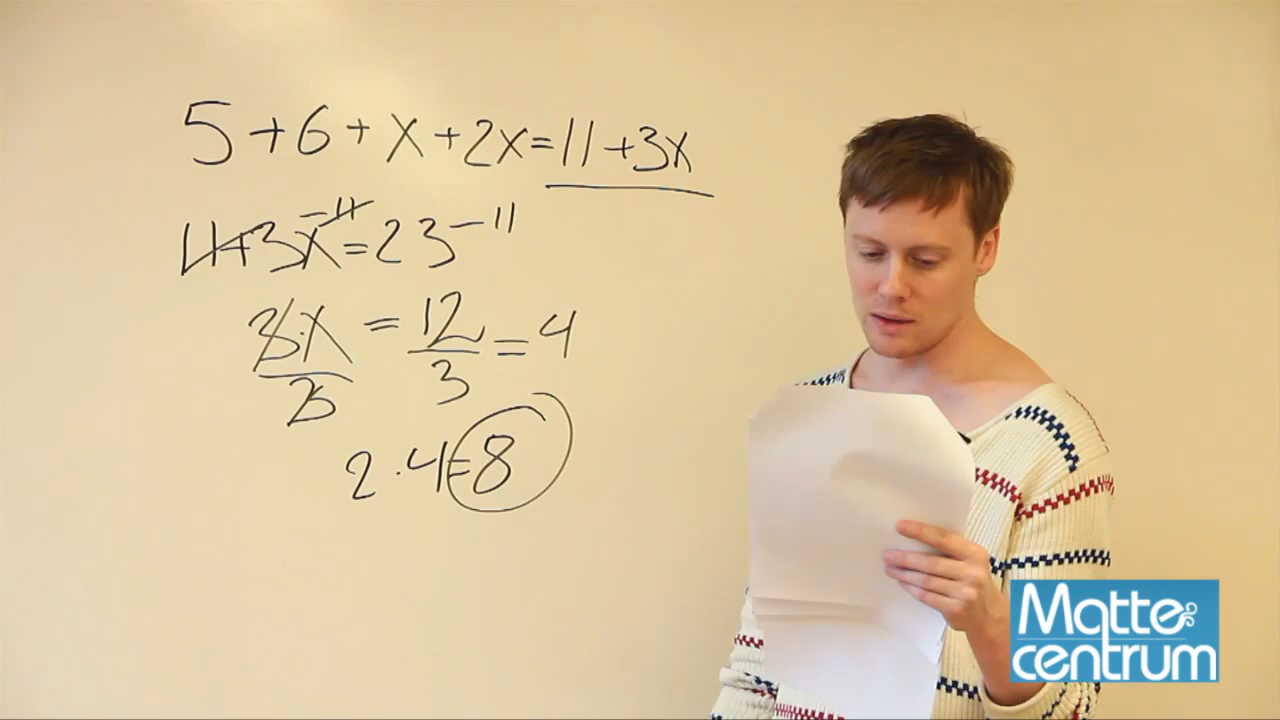 5+6+x+2x=11+3x
11+3x-11=23-11
3·x/3=12/3=4
2·4=8
Matte
centrum